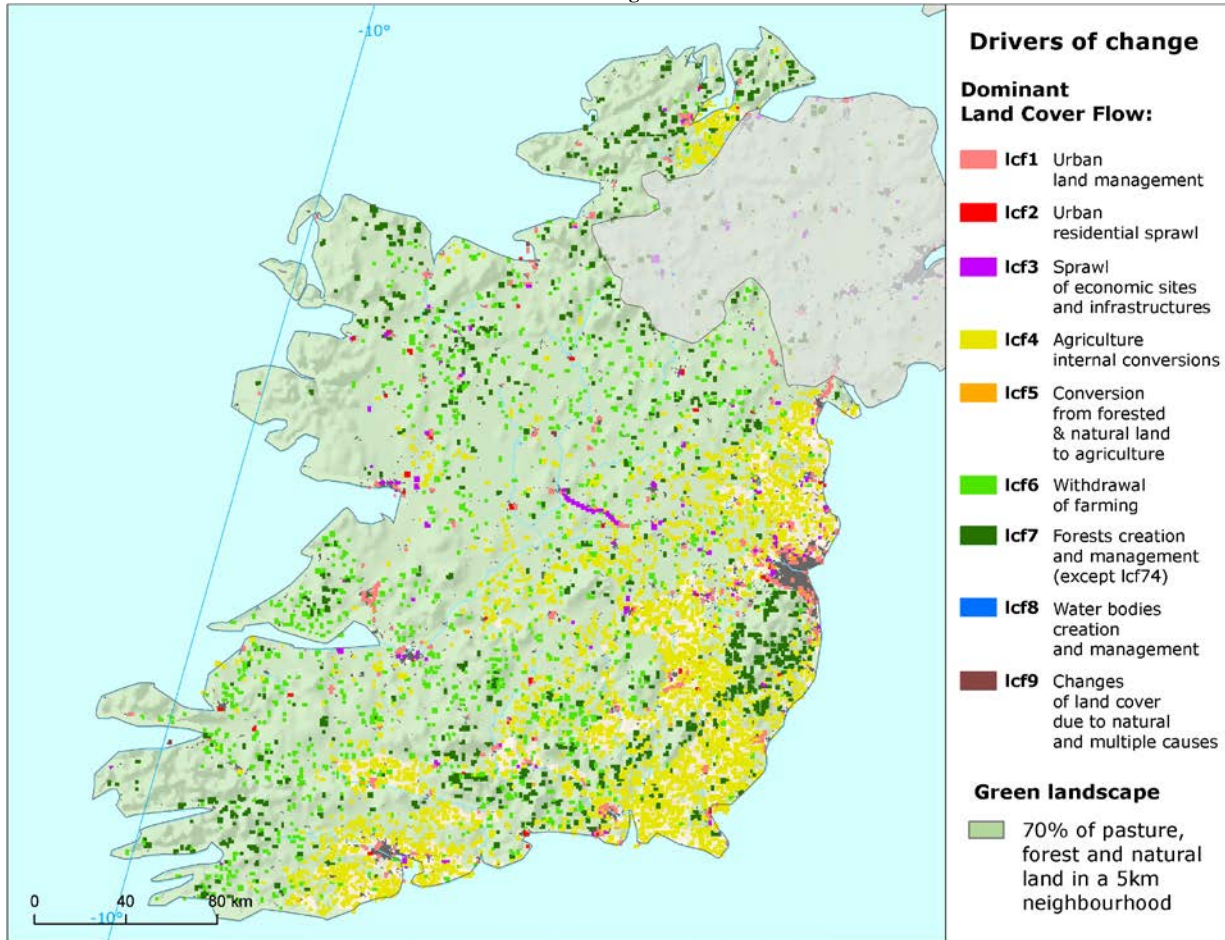 -10°
Drivers of change
Dominant
Land Cover Flow:
lcf1 Urban
land management
lcf2 Urban
residential sprawl
lcf3 Sprawl
of economic sites
and infrastructures
lcf4 Agriculture
internal conversions
lcf5 Conversion
from forested
& natural land
to agriculture
lcf6 Withdrawal
of farming
lcf7 Forests creation
and management
(except lcf74)
lcf8 Water bodies
creation
and management
lcf9 Changes
of land cover
due to natural
and multiple causes
Green landscape
70% of pasture,
forest and natural
land in a 5km
neighbourhood
0 40 80 km
-10°